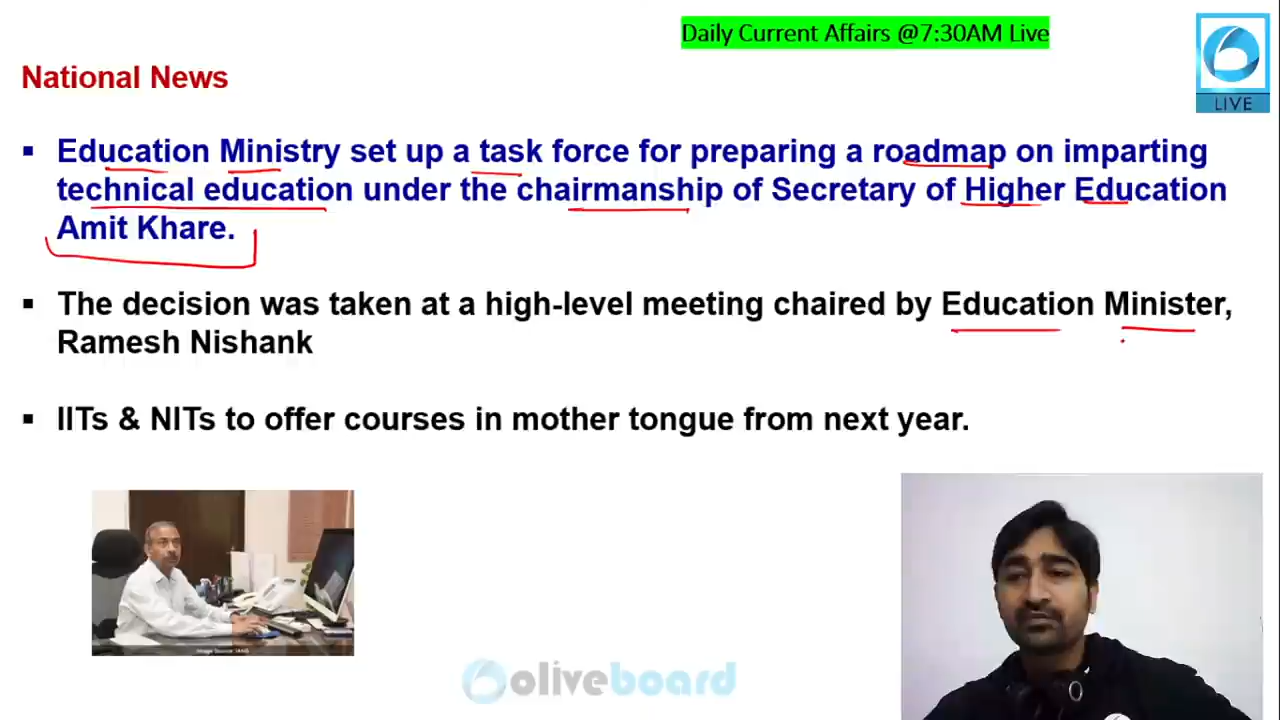 Daily Current Affairs @7:30AM Live
LIVE
National News
▪ Education Ministry set up a task force for preparing a roadmap on imparting
technical education under the chairmanship of Secretary of Higher Education
Amit Khare.
▪ The decision was taken at a high-level meeting chaired by Education Minister,
Ramesh Nishank
▪ IITs & NITs to offer courses in mother tongue from next year.
oliveboard